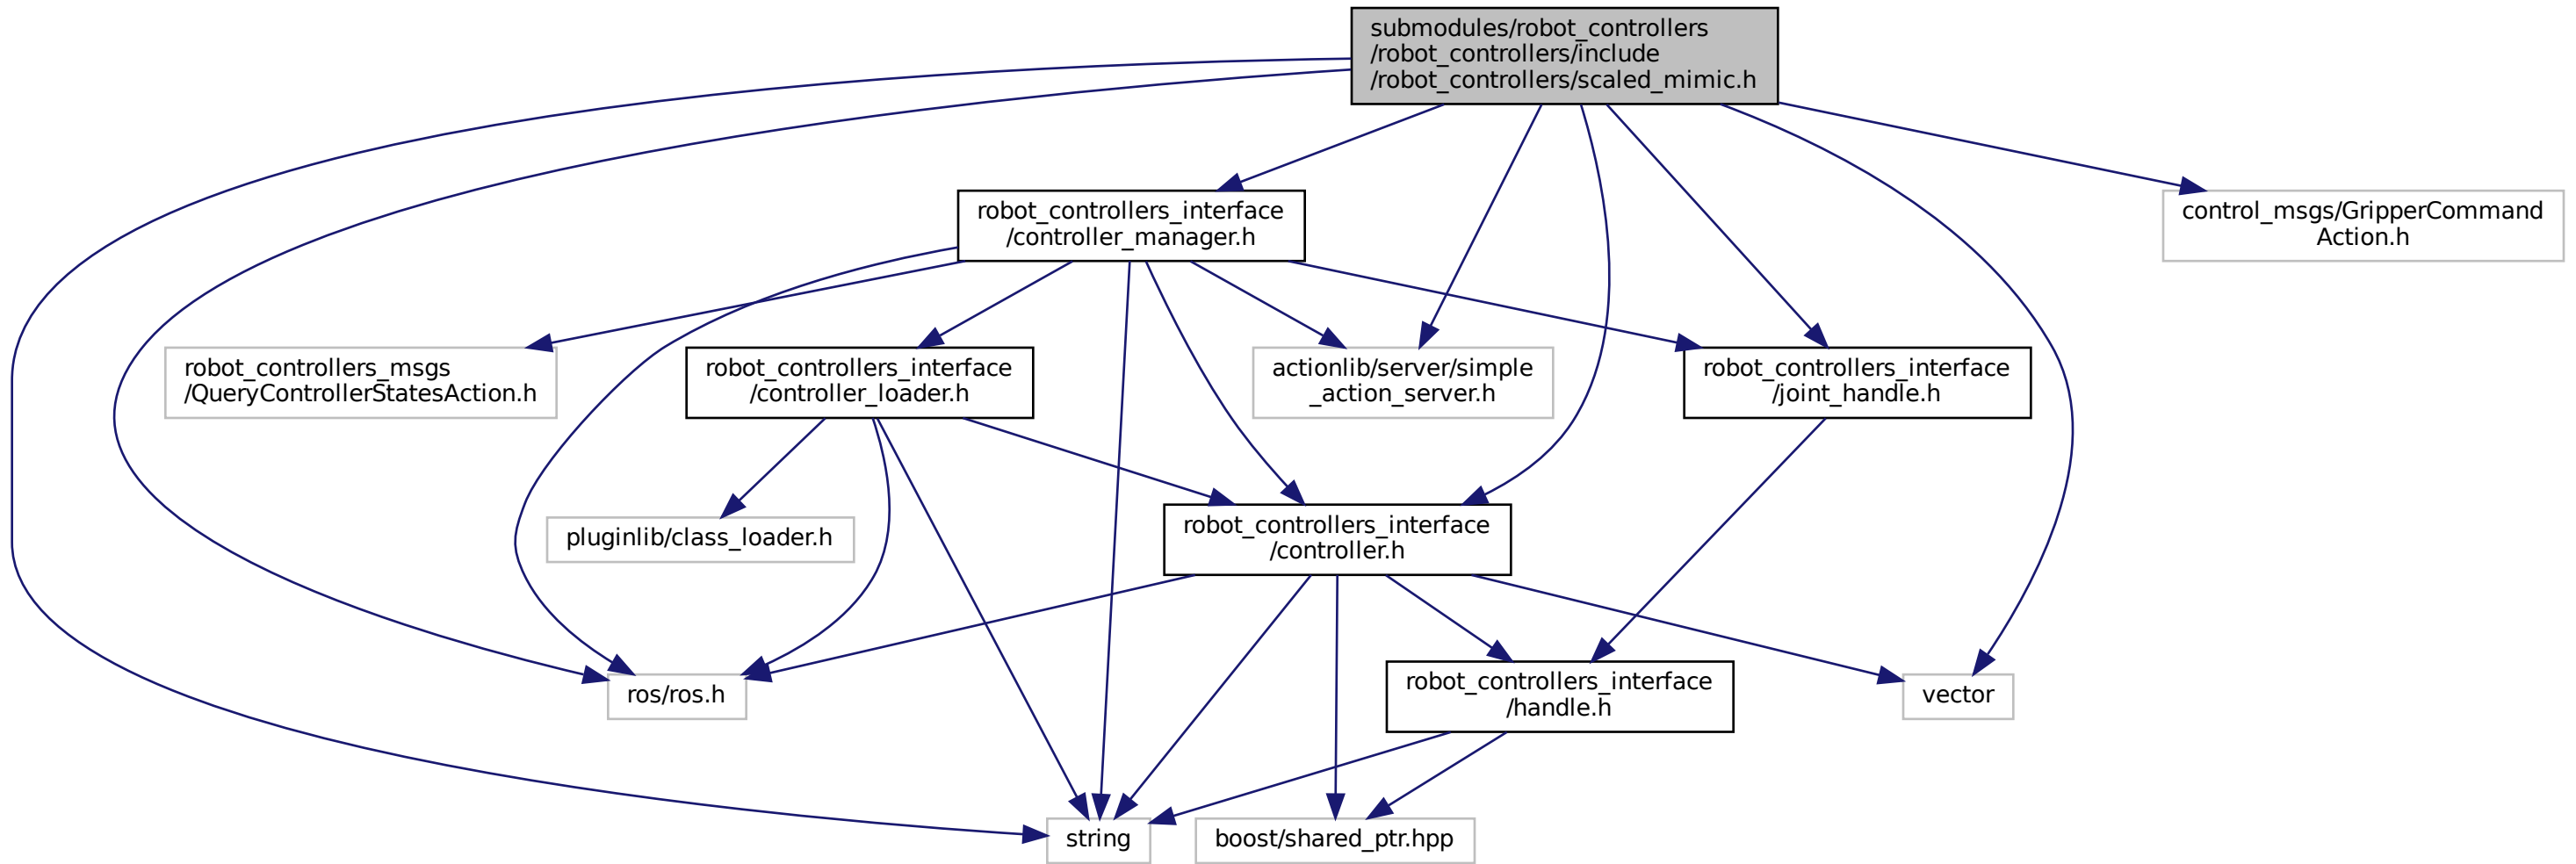 submodules/robot_controllers
/robot_controllers/include
/robot_controllers/scaled_mimic.h
robot_controllers_interface
/controller_manager.h
control_msgs/GripperCommand
Action.h
robot_controllers_msgs
/QueryControllerStatesAction.h
robot_controllers_interface
/controller_loader.h
actionlib/server/simple
_action_server.h
robot_controllers_interface
/joint_handle.h
pluginlib/class_loader.h
robot_controllers_interface
/controller.h
ros/ros.h
robot_controllers_interface
/handle.h
vector
string
boost/shared_ptr.hpp